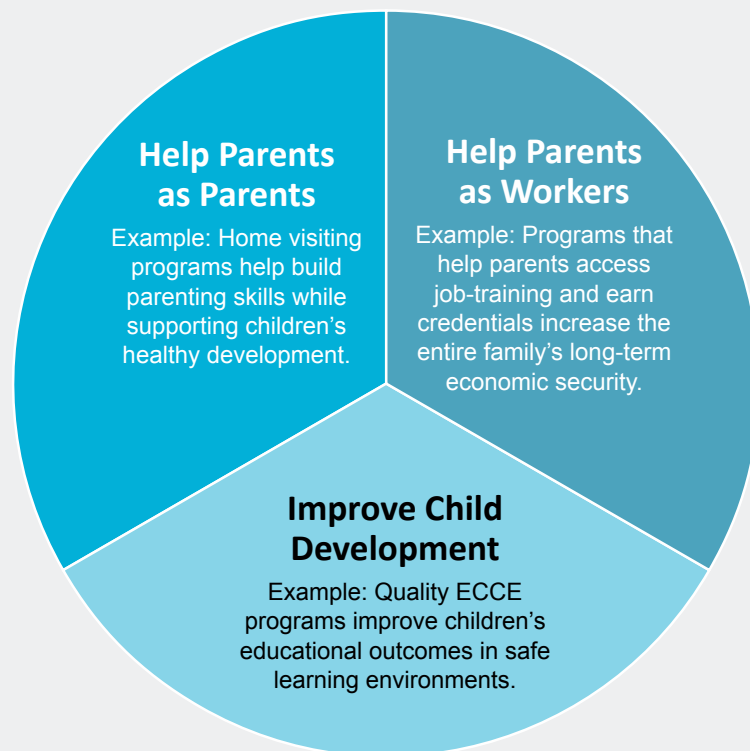 Help Parents
as Parents
Example: Home visiting
programs help build
parenting skills while
supporting children’s
healthy development.
Help Parents
as Workers
Example: Programs that
help parents access
job-training and earn
credentials increase the
entire family’s long-term
economic security.
Improve Child
Development
Example: Quality ECCE
programs improve children’s
educational outcomes in safe
learning environments.